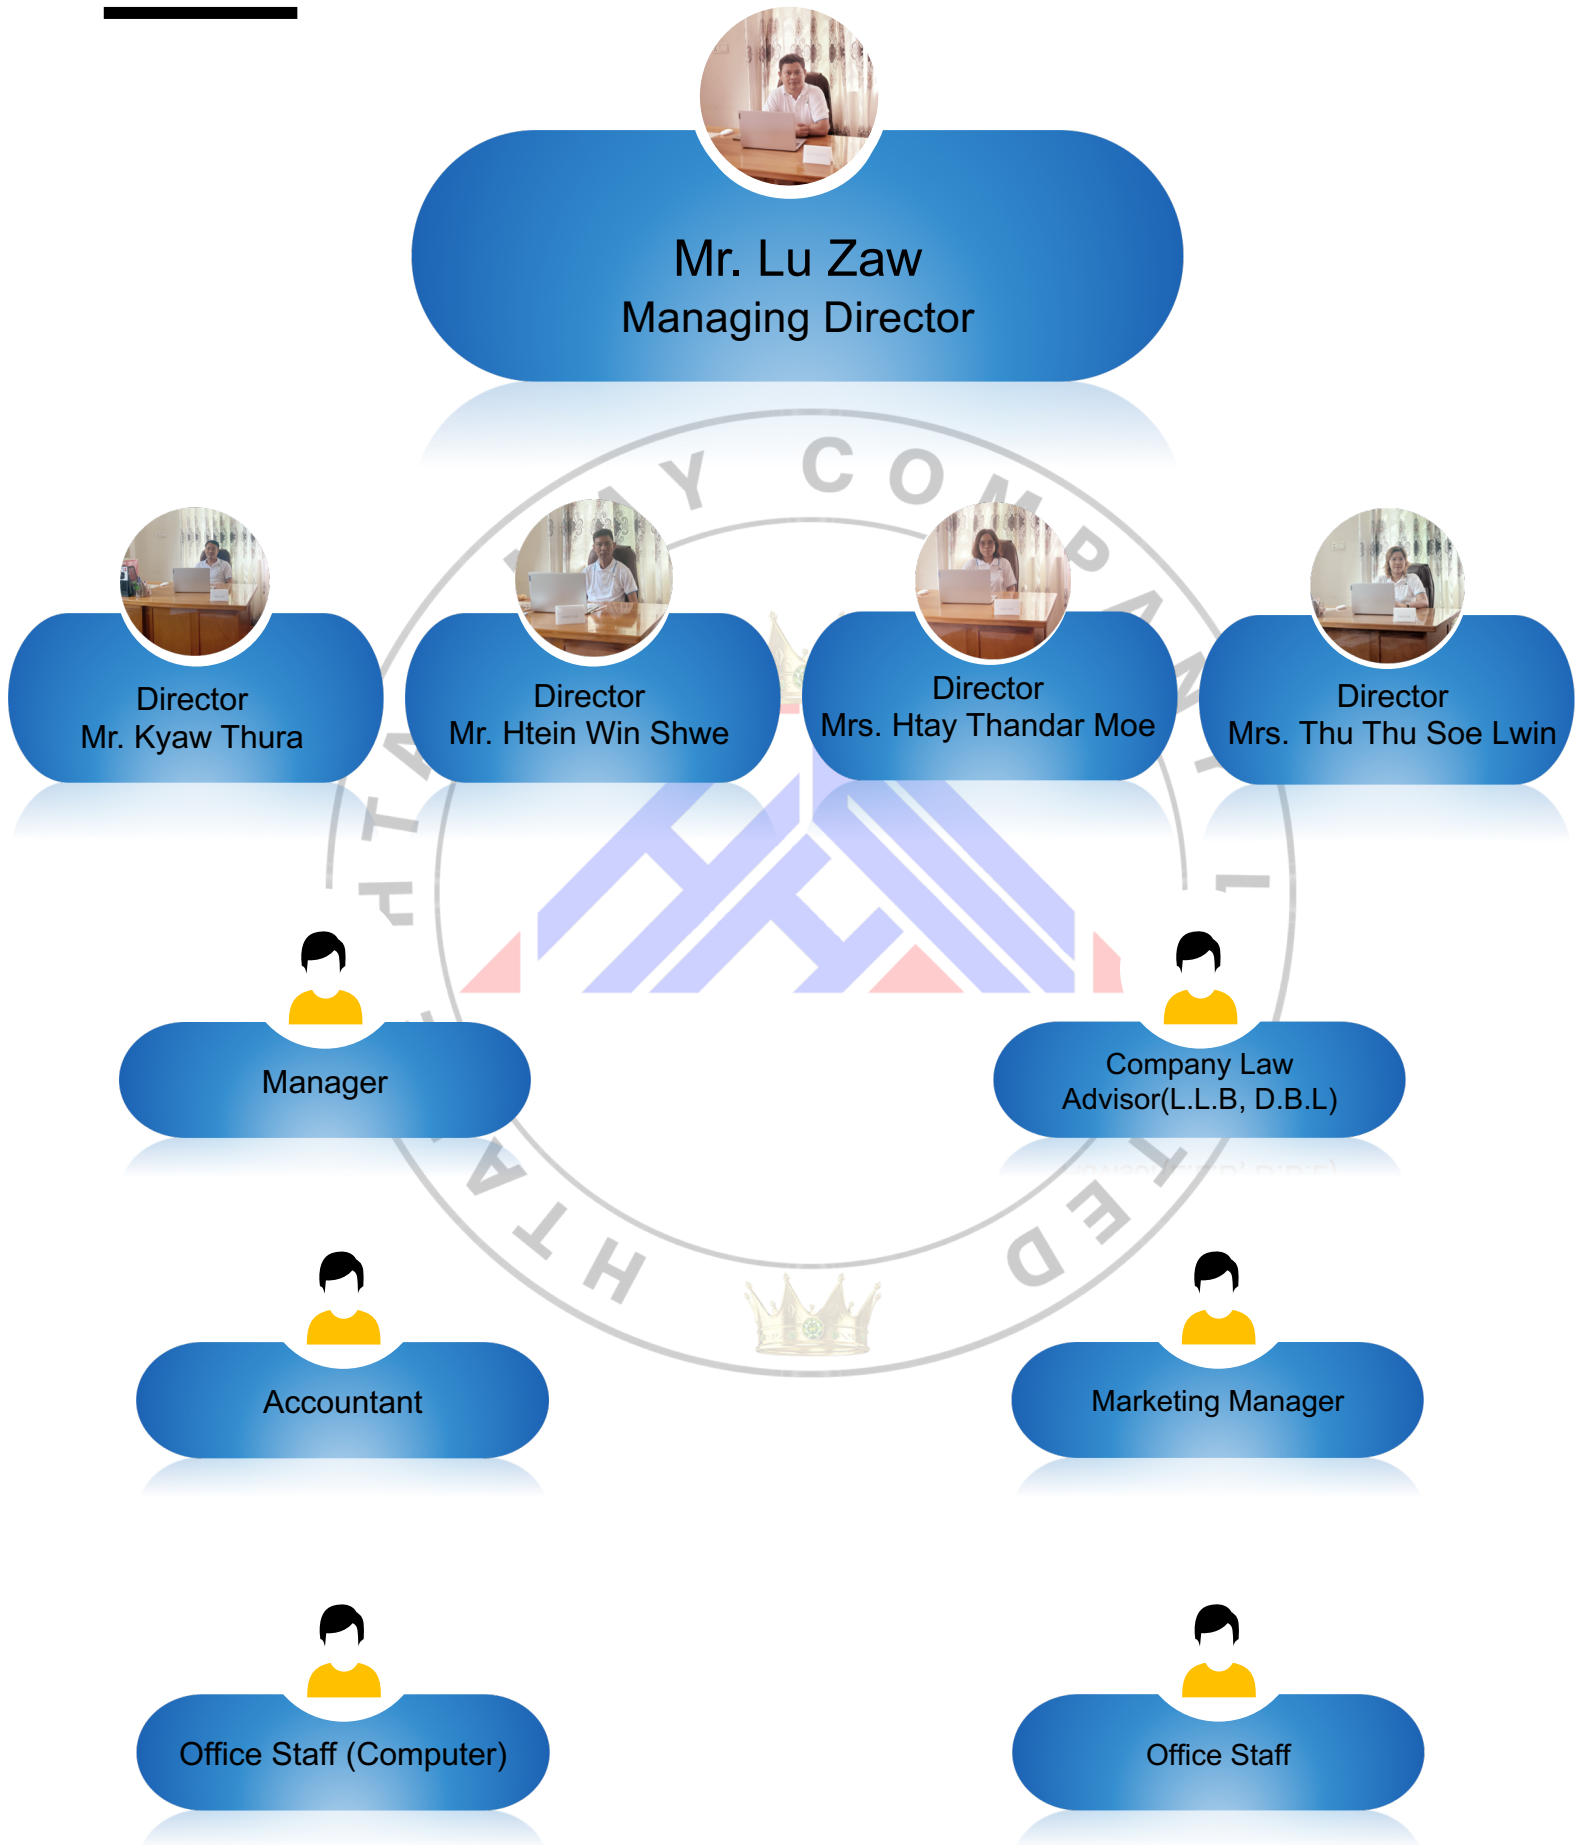 Mr. Lu Zaw
Managing Director
Director
Mr. Kyaw Thura
Director
Mr. Htein Win Shwe
Director
Mrs. Htay Thandar Moe
Director
Mrs. Thu Thu Soe Lwin
Manager
Company Law
Advisor(L.L.B, D.B.L)
Accountant
Marketing Manager
Office Staff (Computer)
Office Staff
COMPANY